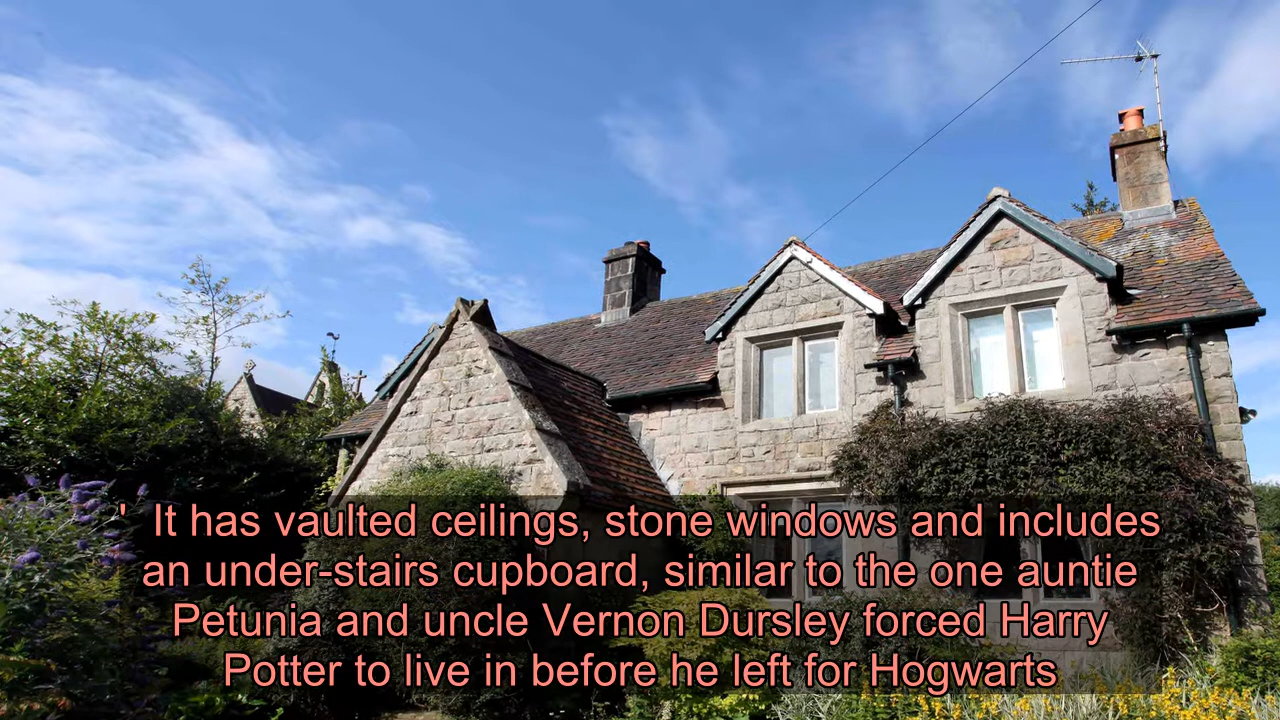 '  It has vaulted ceilings, stone windows and includes
an under-stairs cupboard, similar to the one auntie
Petunia and uncle Vernon Dursley forced Harry
Potter to live in before he left for Hogwarts